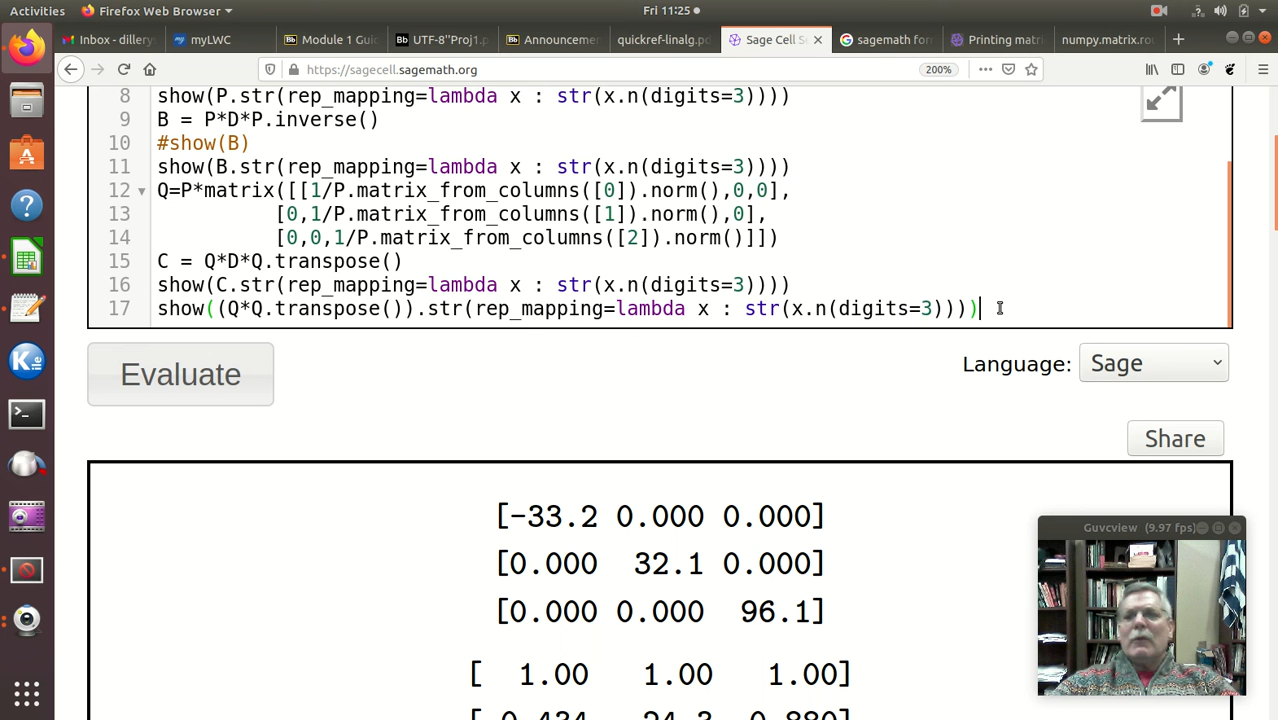 Activities Firefox Web Browser Fri 11:25
Inbox - dillery myLWC Module 1 Guic UTF-8''Proj1.p Announcemen quickref-linalg.pd Sage Cell Se sagemath for Printing matri numpy.matrix.rou
https://sagecell.sagemath.org 200%
8 show(P.str(rep_mapping=lambda x : str(x.n(digits=3))))
9 B = P*D*P.inverse()
10 #show(B)
11 show(B.str(rep_mapping=lambda x : str(x.n(digits=3))))
12 Q=P*matrix([[1/P.matrix_from_columns([0]).norm(),0,0],
13 [0,1/P.matrix_from_columns([1]).norm(),0],
14 [0,0,1/P.matrix_from_columns([2]).norm()]])
15 C = Q*D*Q.transpose()
16 show(C.str(rep_mapping=lambda x : str(x.n(digits=3))))
17 show((Q*Q.transpose()).str(rep_mapping=lambda x : str(x.n(digits=3))))
Evaluate
Language: Sage
Share
[-33.2 0.000 0.000]
[0.000 32.1 0.000]
[0.000 0.000 96.1]
[ 1.00 1.00 1.00]
Guvcview (9.97 fps)